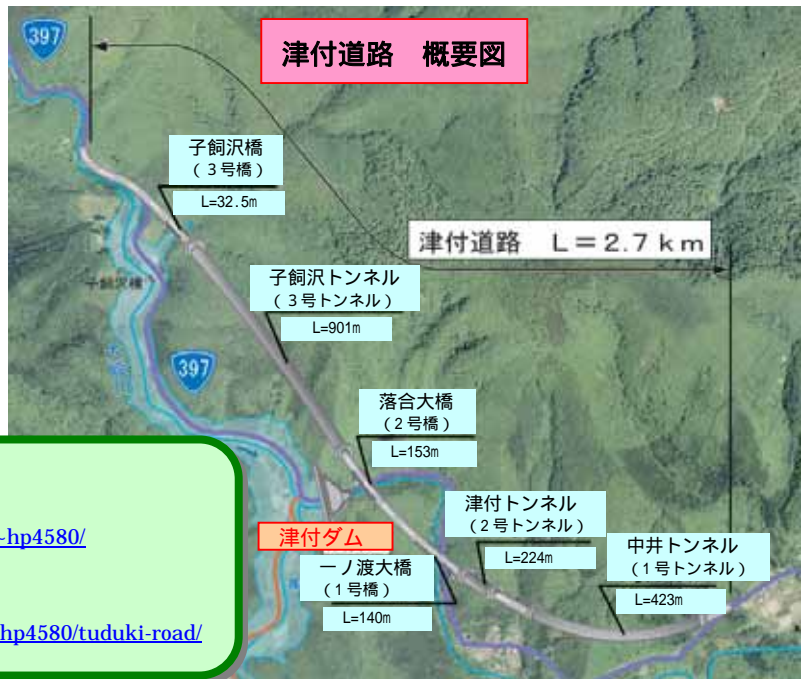 397
津付道路 概要図
子飼沢橋
(3号橋)
L=32.5m
津付道路 L=2.7km
子飼沢橋
子飼沢トンネル
(3号トンネル)
L=901m
397
落合大橋
(2号橋)
L=153m
津付トンネル
(2号トンネル)
L=224m
津付ダム
一ノ渡大橋
(1号橋)
L=140m
中井トンネル
(1号トンネル)
L=423m
~hp4580/
hp4580/tuduki-road/